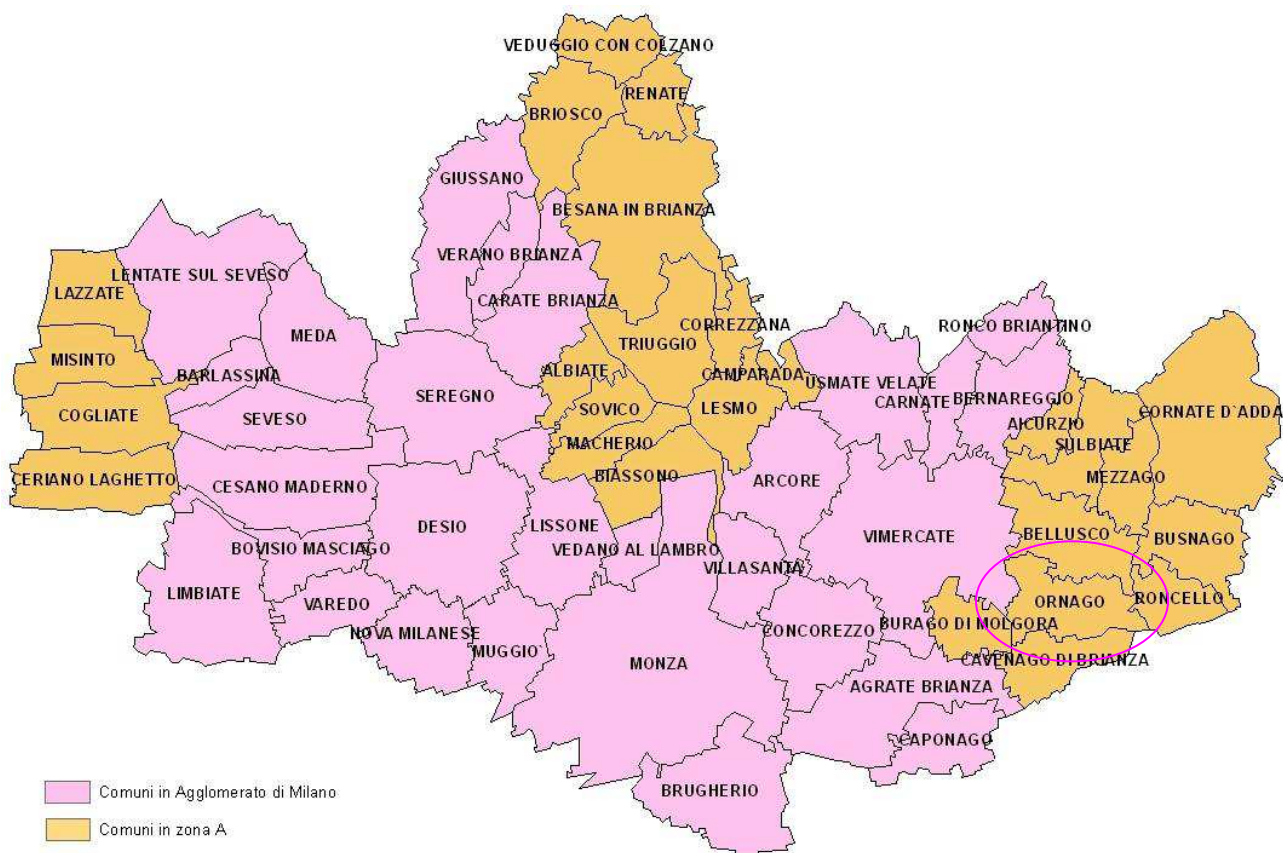 VEDUGGIO CON COLZANO
RENATE
BRIOSCO
GIUSSANO
BESANA IN BRIANZA
VERANO BRIANZA
LENTATE SUL SEVESO
LAZZATE
CARATE BRIANZA
CORREZZANA
RONCO BRIANTINO
MEDA
TRIUGGIO
MISINTO
BARLASSINA
ALBIATE
CAMPARADA
USMATE VELATE
SEREGNO
CARNATE
BERNAREGGIO
CORNATE D`ADDA
COGLIATE
SEVESO
SOVICO
LESMO
AICURZIO
SULBIATE
MACHERIO
CERIANO LAGHETTO
CESANO MADERNO
BIASSONO
ARCORE
MEZZAGO
DESIO
LISSONE
VIMERCATE
BELLUSCO
BUSNAGO
BOVISIO MASCIAGO
VEDANO AL LAMBRO
VILLASANTA
LIMBIATE
VAREDO
ORNAGO
RONCELLO
NOVA MILANESE
MUGGIO`
CONCOREZZO
BURAGO DI MOLGORA
MONZA
CAVENAGO DI BRIANZA
AGRATE BRIANZA
CAPONAGO
BRUGHERIO
Comuni in Agglomerato di Milano
Comuni in zona A